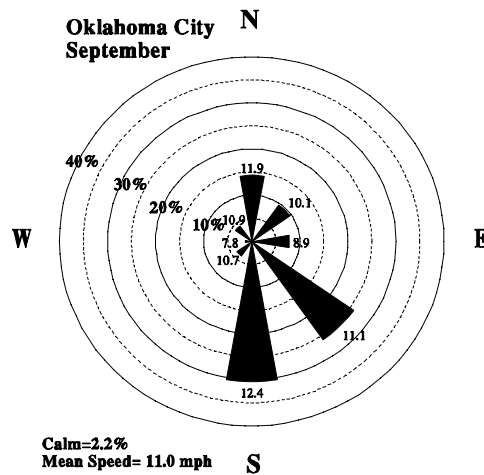 N
Oklahoma City
September
40%
30%
20%
10%
11.9
10.1
10.9
W
7.8
8.9
E
10.7
11.1
12.4
Calm=2.2%
Mean Speed= 11.0 mph
S